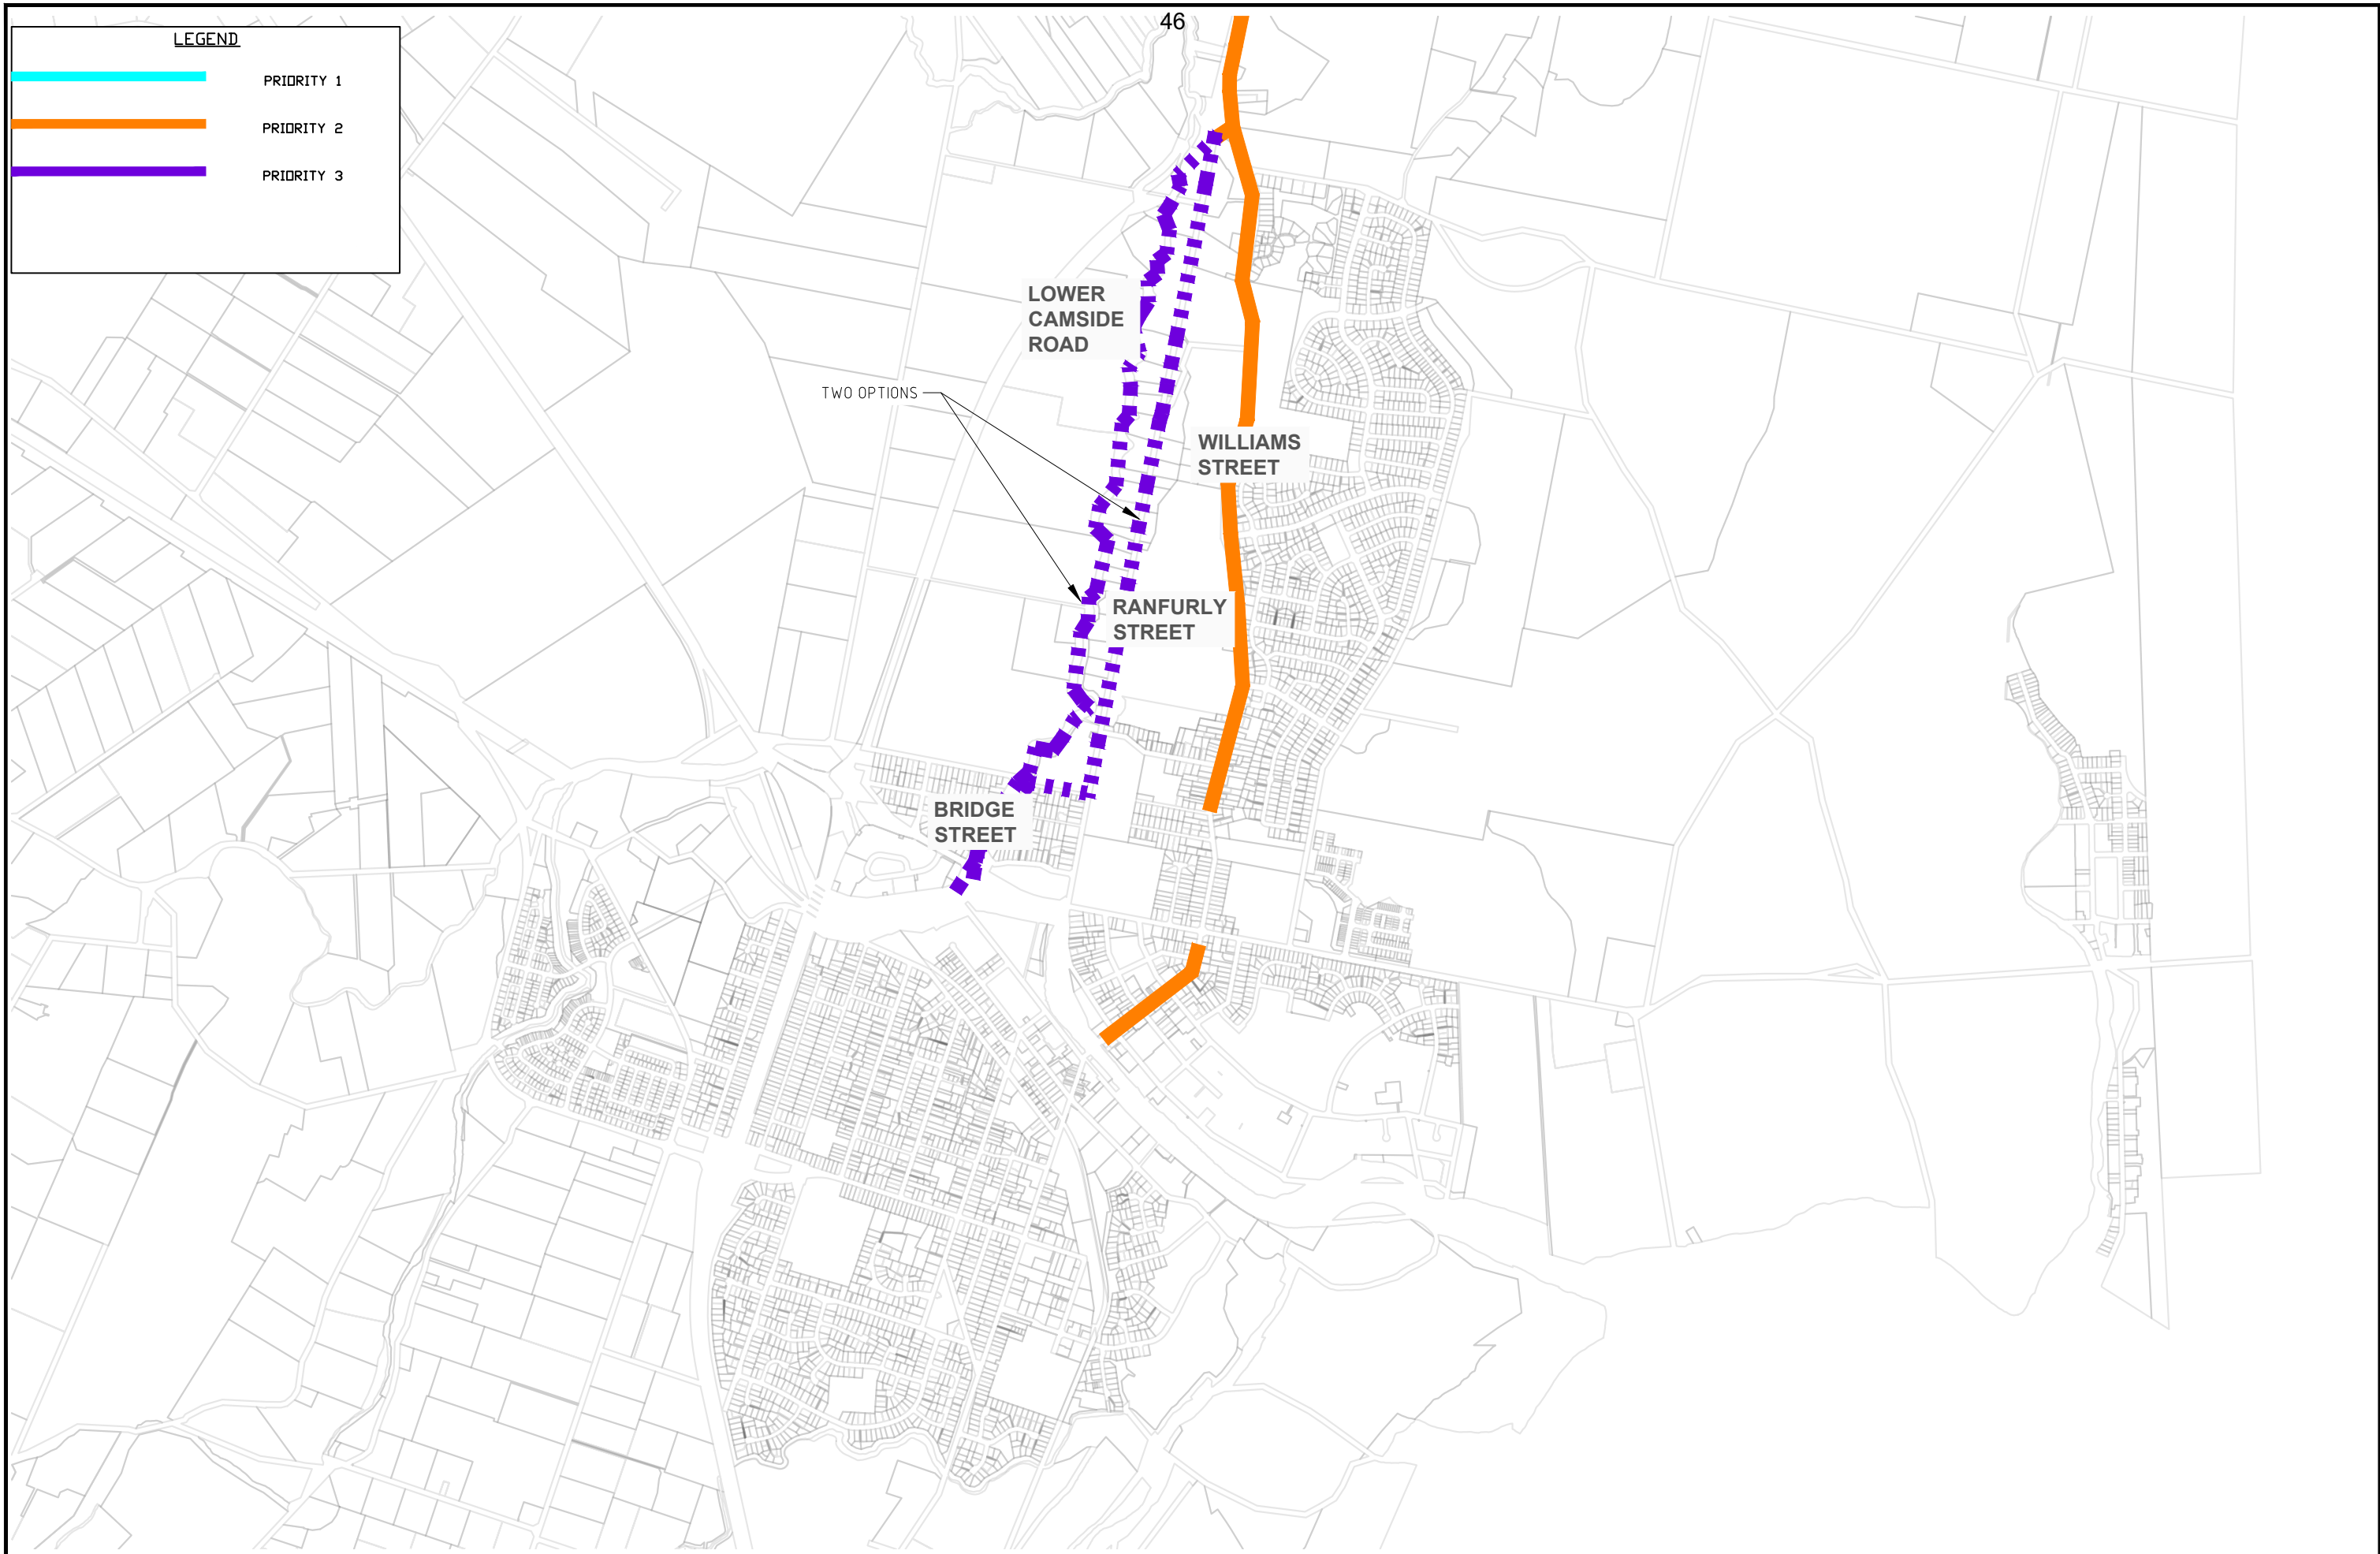 46
LEGEND
PRIORITY 1
PRIORITY 2
PRIORITY 3
LOWER
CAMSIDE
ROAD
TWO OPTIONS
WILLIAMS
STREET
RANFURLY
STREET
BRIDGE
STREET